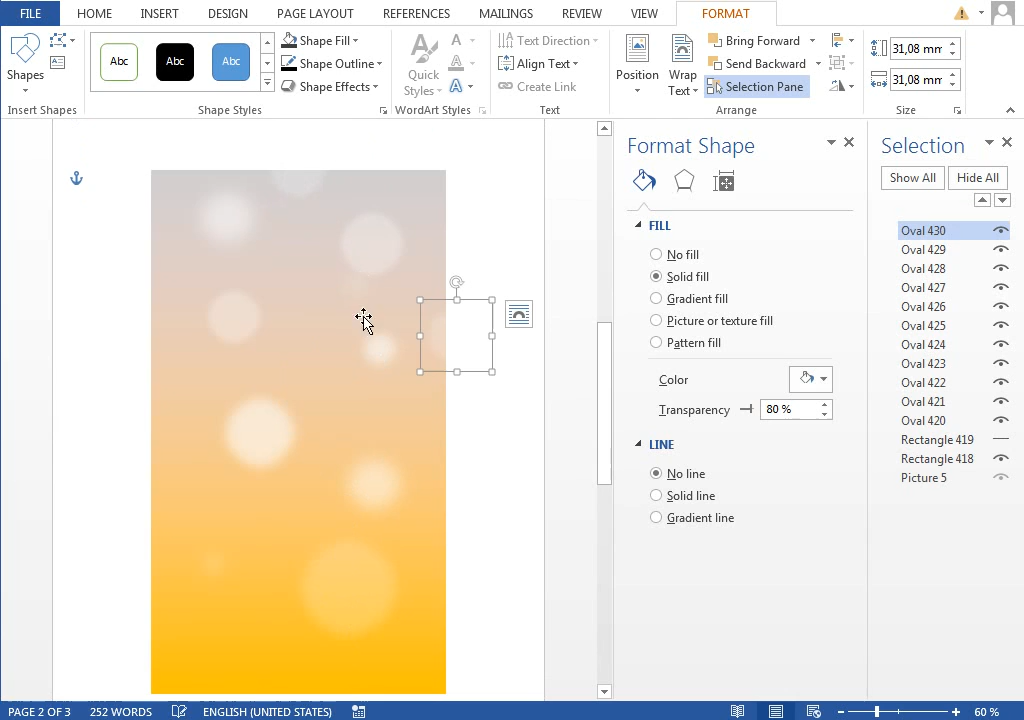 FILE HOME INSERT DESIGN PAGE LAYOUT REFERENCES MAILINGS REVIEW VIEW FORMAT
Shapes
Insert Shapes
Abc Abc Abc
Shape Fill
Shape Outline
Shape Effects
Shape Styles
Quick
Styles
WordArt Styles
Text Direction
Align Text
Create Link
Text
Position
Wrap
Text
Bring Forward
Send Backward
Selection Pane
Arrange
31,08 mm
31,08 mm
Size
Format Shape
FILL
No fill
Solid fill
Gradient fill
Picture or texture fill
Pattern fill
Color
Transparency 80 %
LINE
No line
Solid line
Gradient line
Selection
Show All Hide All
Oval 430
Oval 429
Oval 428
Oval 427
Oval 426
Oval 425
Oval 424
Oval 423
Oval 422
Oval 421
Oval 420
Rectangle 419
Rectangle 418
Picture 5
PAGE 2 OF 3 252 WORDS ENGLISH (UNITED STATES) 60 %